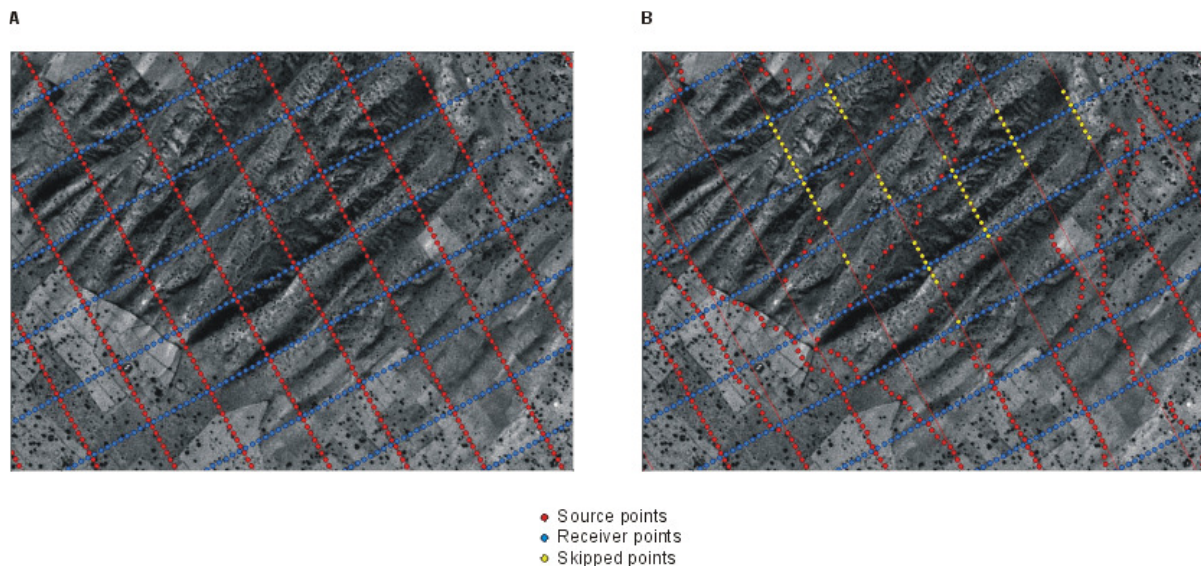 A
B
Source points
Receiver points
Skipped points